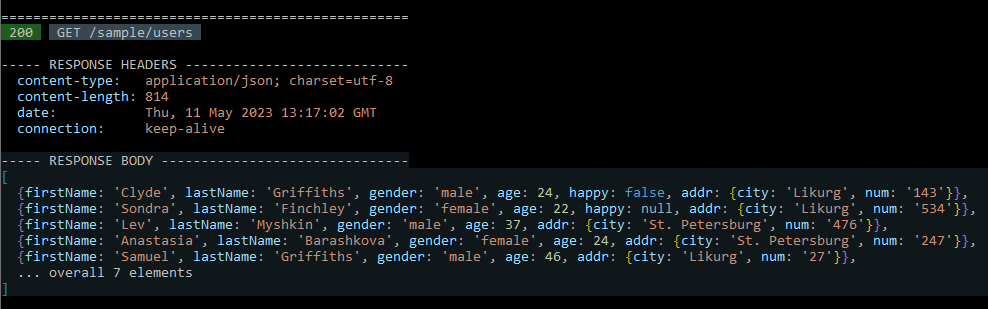 ===================================================
200 GET /sample/users
----- RESPONSE HEADERS ----------------------------
content-type: application/json; charset=utf-8
content-length: 814
date: Thu, 11 May 2023 13:17:02 GMT
connection: keep-alive
----- RESPONSE BODY -------------------------------
[
{firstName: 'Clyde', lastName: 'Griffiths', gender: 'male', age: 24, happy: false, addr: {city: 'Likurg', num: '143'}},
{firstName: 'Sondra', lastName: 'Finchley', gender: 'female', age: 22, happy: null, addr: {city: 'Likurg', num: '534'}},
{firstName: 'Lev', lastName: 'Myshkin', gender: 'male', age: 37, addr: {city: 'St. Petersburg', num: '476'}},
{firstName: 'Anastasia', lastName: 'Barashkova', gender: 'female', age: 24, addr: {city: 'St. Petersburg', num: '247'}},
{firstName: 'Samuel', lastName: 'Griffiths', gender: 'male', age: 46, addr: {city: 'Likurg', num: '27'}},
... overall 7 elements
]